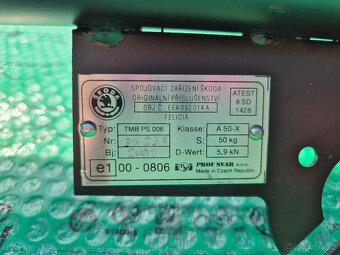 SPOJOVACÍ ZAŘÍZENÍ ŠKODA
ORIGINÁLNÍ PŘÍSLUŠENSTVÍ
OBJ.Č. EEA 092 014 A
FELICIA
ATEST
8 SD
1426
ŠKODA
Typ: TMB PS 006 Klasse: A 50-X
Nr: S: 50 kg
Bj: D-Wert: 5,9 kN
e1 00-0806 PROF SVAR s.r.o.
Made in Czech Republic